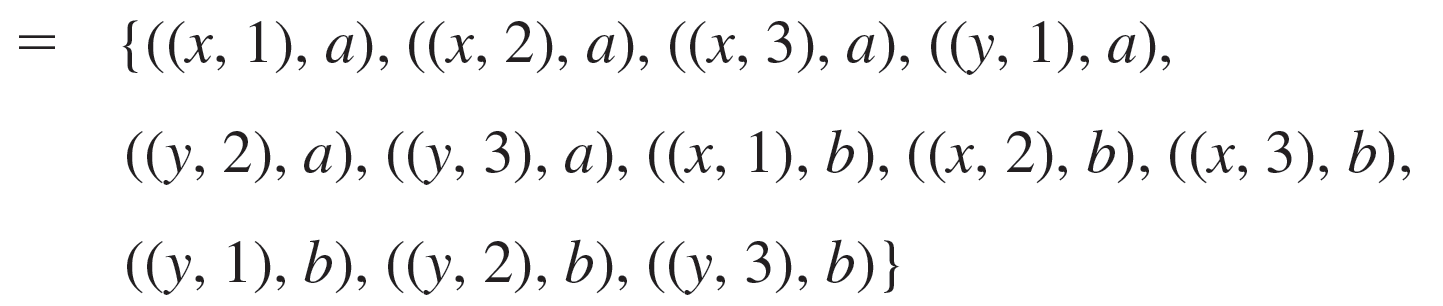 = {((x, 1), a), ((x, 2), a), ((x, 3), a), ((y, 1), a),
((y, 2), a), ((y, 3), a), ((x, 1), b), ((x, 2), b), ((x, 3), b),
((y, 1), b), ((y, 2), b), ((y, 3), b)}